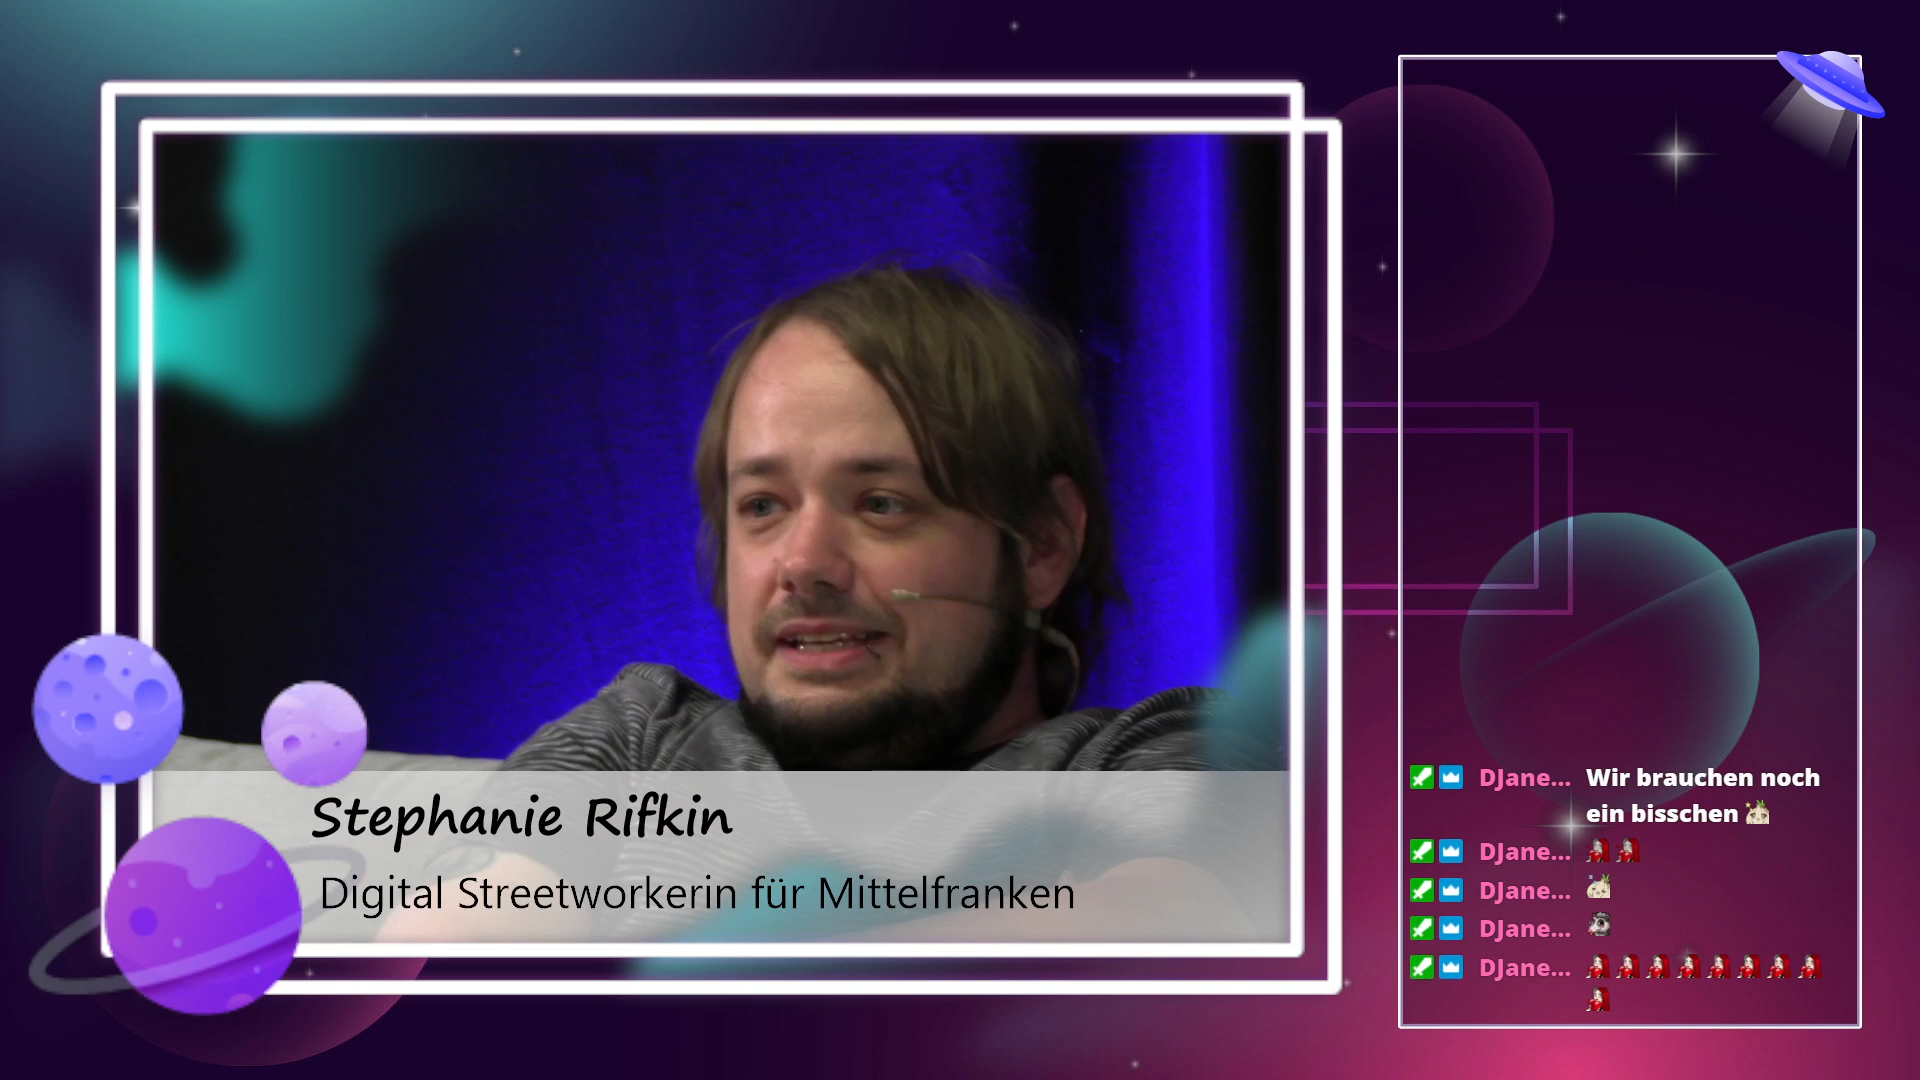 Stephanie Rifkin
Digital Streetworkerin für Mittelfranken
DJane... Wir brauchen noch
ein bisschen
DJane...
DJane...
DJane...
DJane...